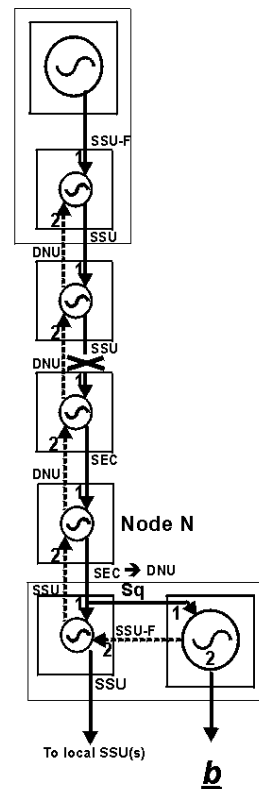 SSU-F
1
2
SSU
DNU
1
2
SSU
DNU
1
2
SEC
DNU
1
Node N
2
SEC → DNU
SSU
Sq
1
1
SSU-F
2
2
SSU
To local SSU(s)
b